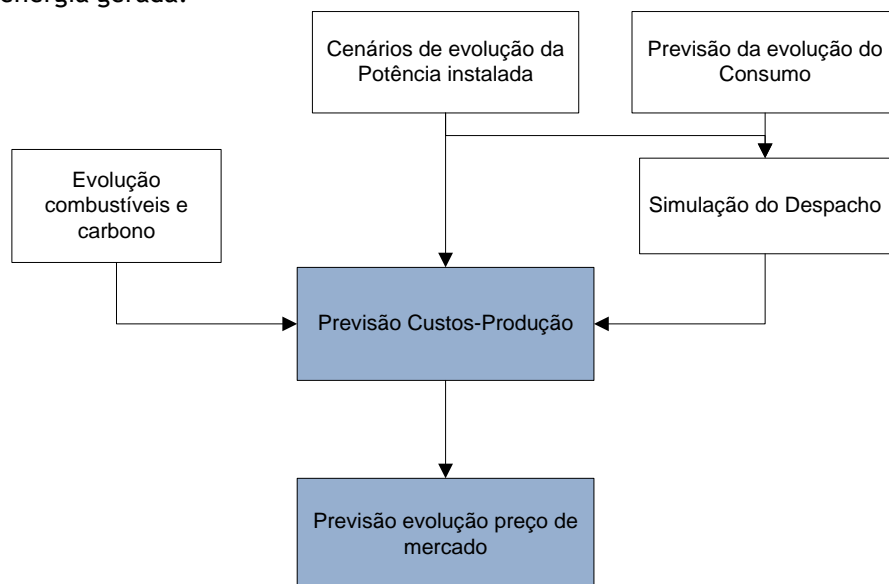 energia gerada.
Cenários de evolução da
Potência instalada
Previsão da evolução do
Consumo
Evolução
combustíveis e
carbono
Simulação do Despacho
Previsão Custos-Produção
Previsão evolução preço de
mercado